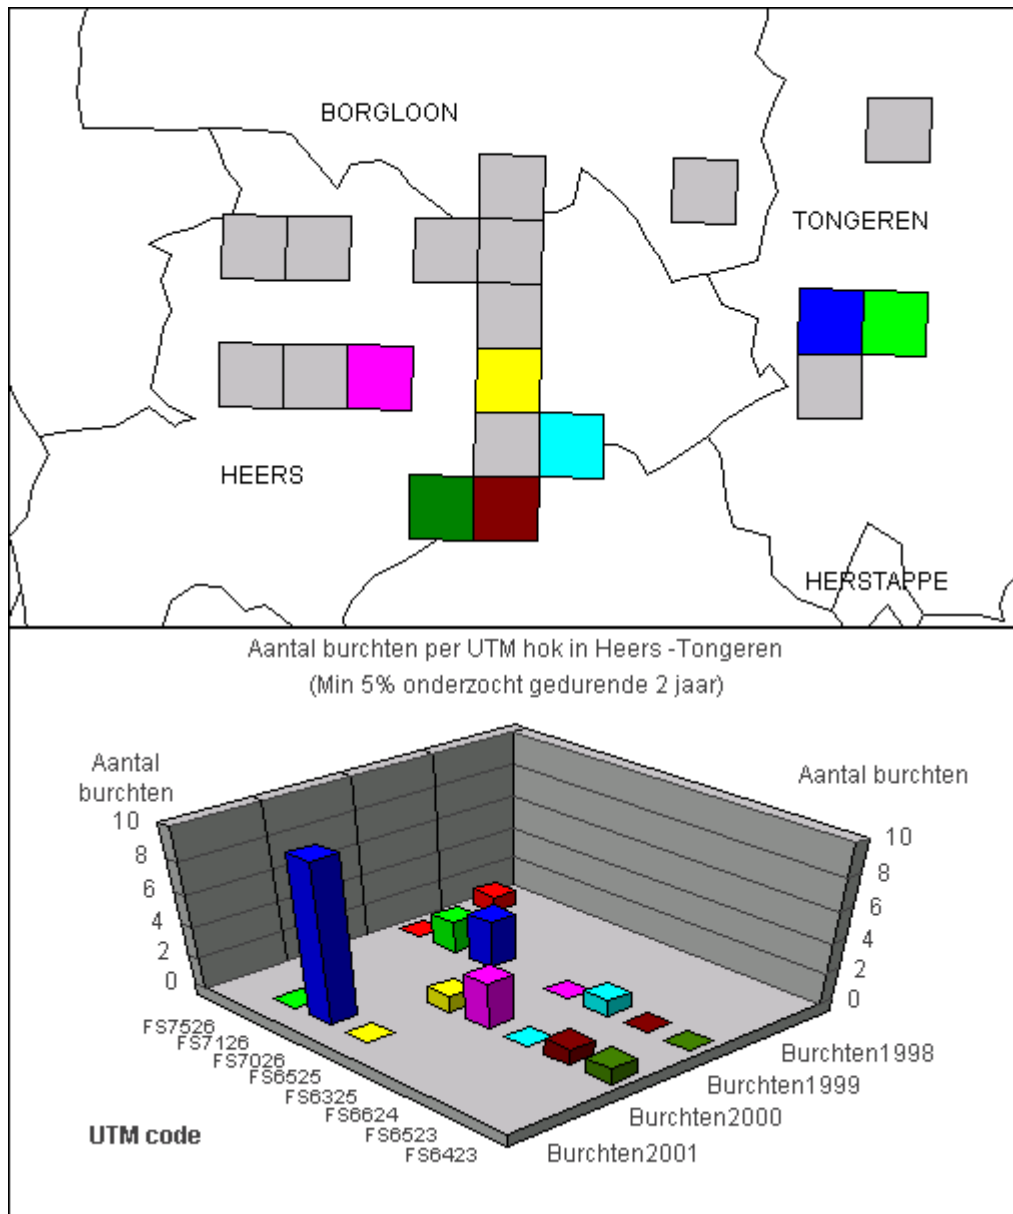 BORGLOON
TONGEREN
HEERS
HERSTAPPE
Aantal burchten per UTM hok in Heers -Tongeren
(Min 5% onderzocht gedurende 2 jaar)
Aantal
burchten
10
8
6
4
2
0
Aantal burchten
10
8
6
4
2
0
FS7526
FS7126
FS7026
FS6525
FS6325
FS6624
FS6523
FS6423
UTM code
Burchten1998
Burchten1999
Burchten2000
Burchten2001